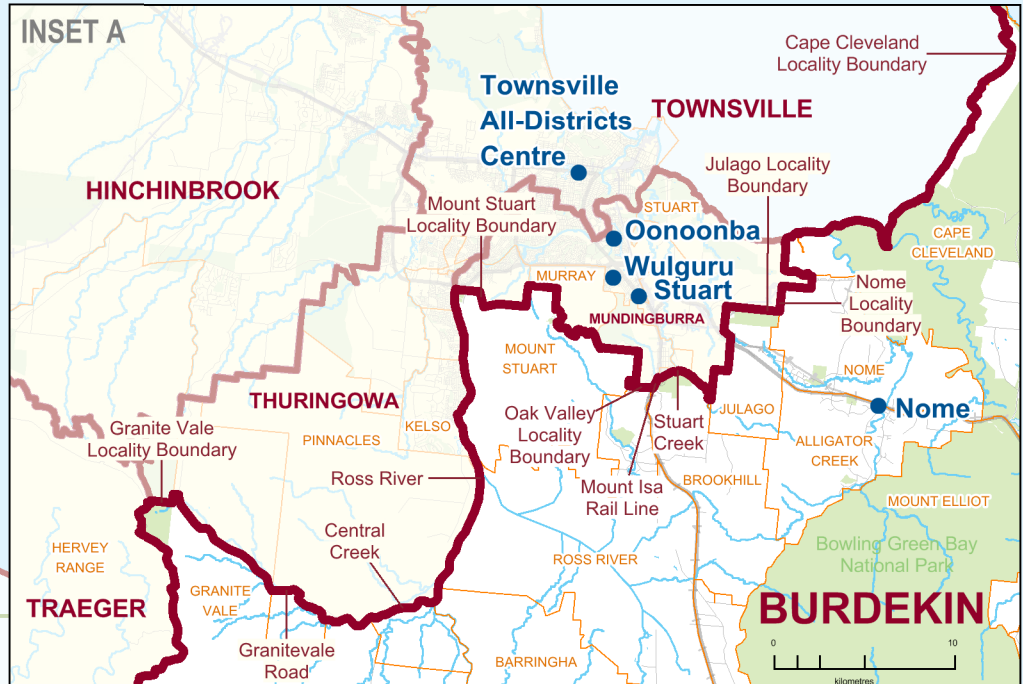 INSET A
Cape Cleveland
Locality Boundary
Townsville
All-Districts
Centre
TOWNSVILLE
HINCHINBROOK
Julago Locality
Boundary
Mount Stuart
Locality Boundary
STUART
CAPE
CLEVELAND
Oonoonba
MURRAY
Wulguru
Stuart
Nome
Locality
Boundary
MUNDINGBURRA
MOUNT
STUART
NOME
THURINGOWA
KELSO
PINNACLES
Granite Vale
Locality Boundary
Oak Valley
Locality
Boundary
Stuart
Creek
JULAGO
Nome
ALLIGATOR
CREEK
Ross River
Mount Isa
Rail Line
BROOKHILL
MOUNT ELLIOT
Central
Creek
HERVEY
RANGE
ROSS RIVER
Bowling Green Bay
National Park
GRANITE
VALE
TRAEGER
BURDEKIN
Granitevale
Road
BARRINGHA
0
10
kilometres